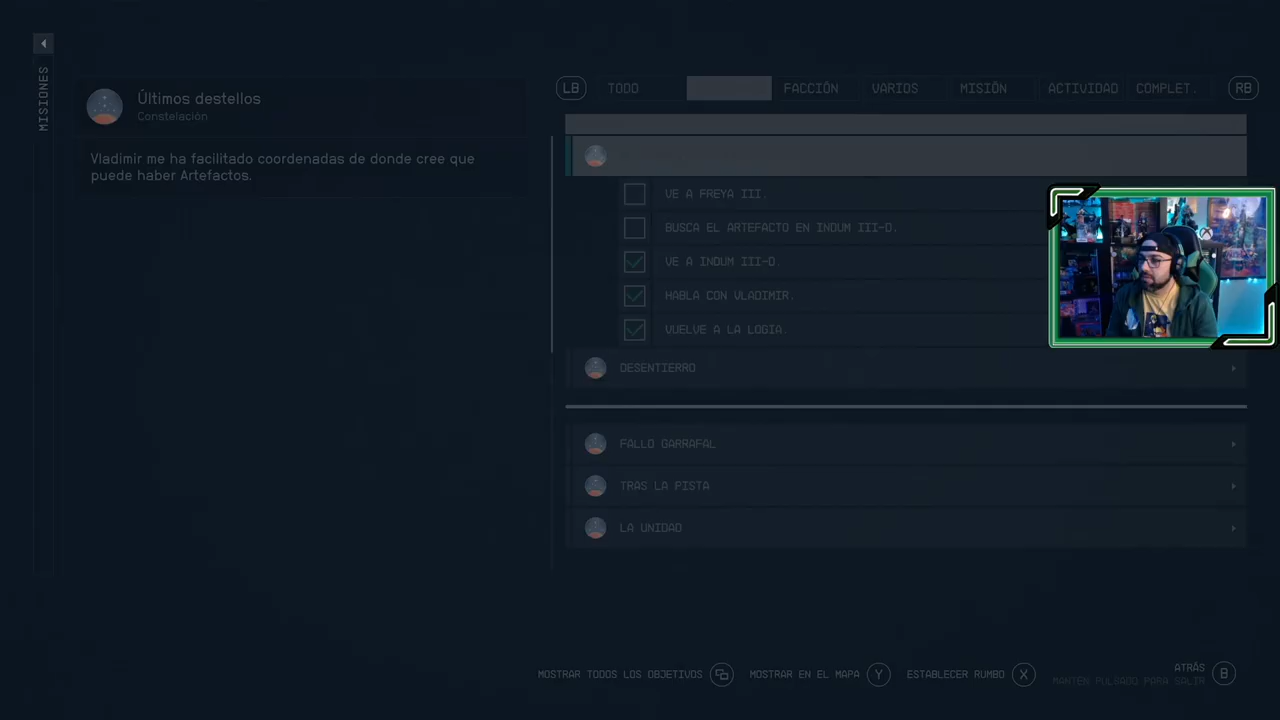 MISIONES
Últimos destellos
Constelación
Vladimir me ha facilitado coordenadas de donde cree que
puede haber Artefactos.
LB TODO FACCIÓN VARIOS MISIÓN ACTIVIDAD COMPLET. RB
VE A FREYA III.
BUSCA EL ARTEFACTO EN INDUM III-D.
VE A INDUM III-D.
HABLA CON VLADIMIR.
VUELVE A LA LOGIA.
DESENTIERRO
FALLO GARRAFAL
TRAS LA PISTA
LA UNIDAD
MOSTRAR TODOS LOS OBJETIVOS MOSTRAR EN EL MAPA Y ESTABLECER RUMBO X ATRÁS B
MANTÉN PULSADO PARA SALIR